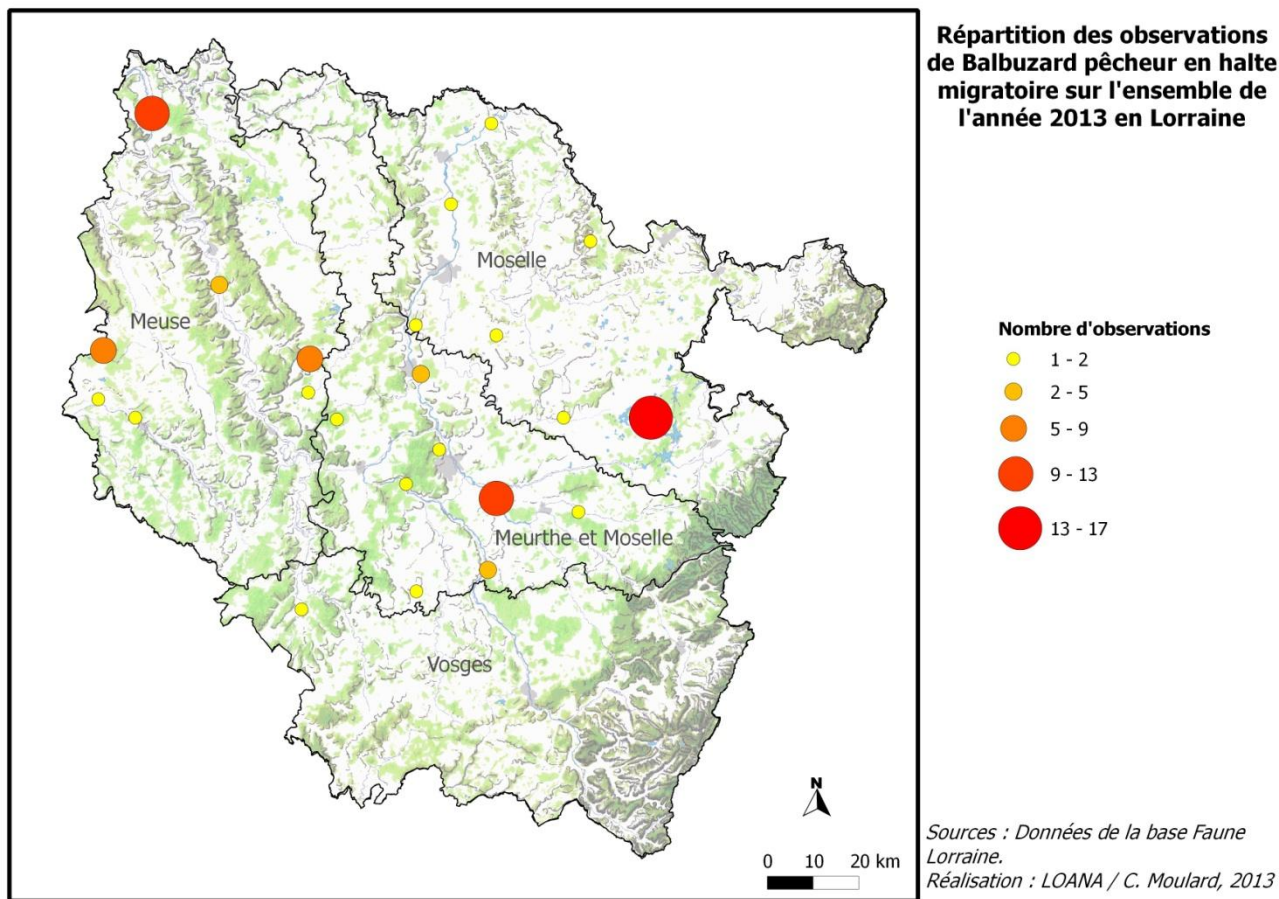 Répartition des observations
de Balbuzard pêcheur en halte
migratoire sur l'ensemble de
l'année 2013 en Lorraine
Moselle
Meuse
Meurthe et Moselle
Vosges
Nombre d'observations
1 - 2
2 - 5
5 - 9
9 - 13
13 - 17
N
0 10 20 km
Sources : Données de la base Faune
Lorraine.
Réalisation : LOANA / C. Moulard, 2013